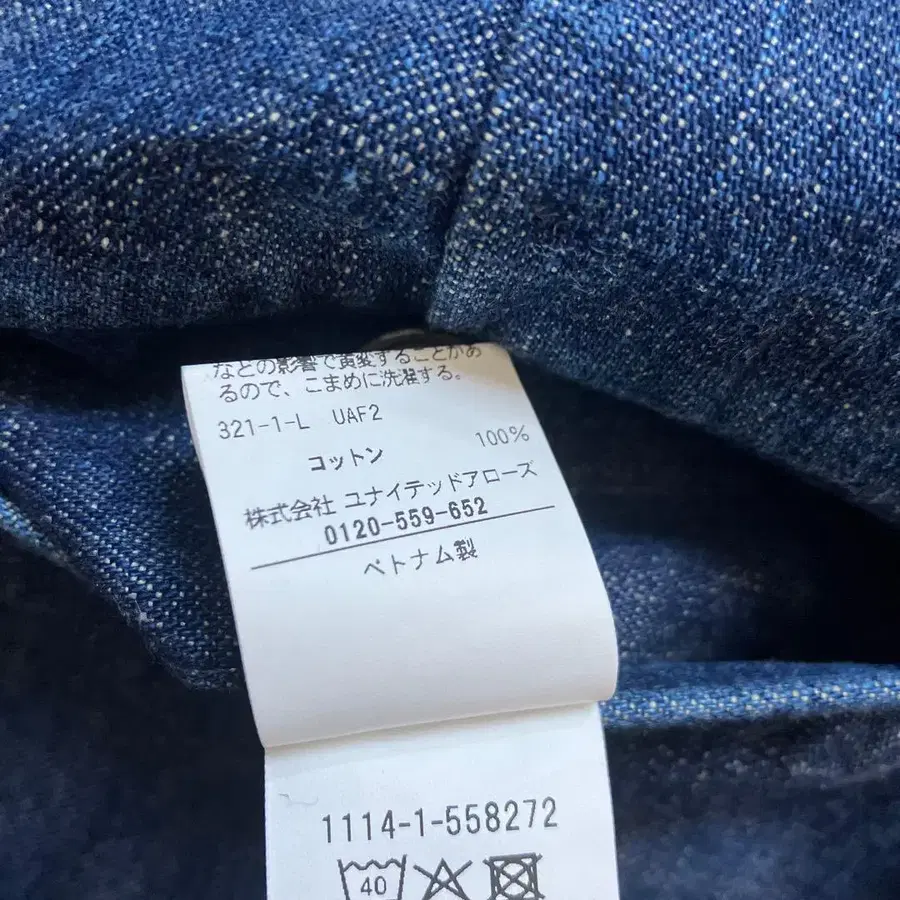 などの影響で黄変することがあ
るので、こまめに洗濯する。
321-1-L UAF2
コットン 100%
株式会社 ユナイテッドアローズ
0120-559-652
ベトナム製
1114-1-558272
40